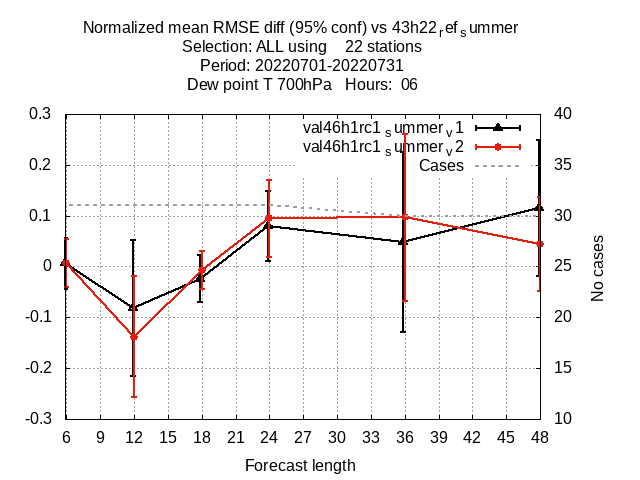 Normalized mean RMSE diff (95% conf) vs 43h22refsummer
Selection: ALL using 22 stations
Period: 20220701-20220731
Dew point T 700hPa Hours: 06
val46h1rc1summerv1
val46h1rc1summerv2
Cases
0.3
0.2
0.1
0
-0.1
-0.2
-0.3
40
35
30
25
20
15
10
No cases
6 9 12 15 18 21 24 27 30 33 36 39 42 45 48
Forecast length